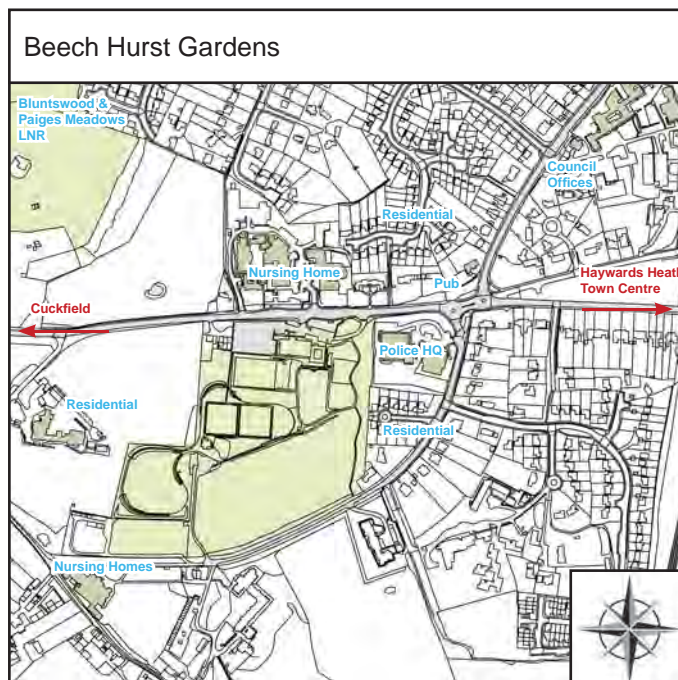 Beech Hurst Gardens
Bluntswood &
Paiges Meadows
LNR
Council
Offices
Residential
Nursing Home
Pub
Haywards Heath
Town Centre
Cuckfield
Police HQ
Residential
Residential
Nursing Homes